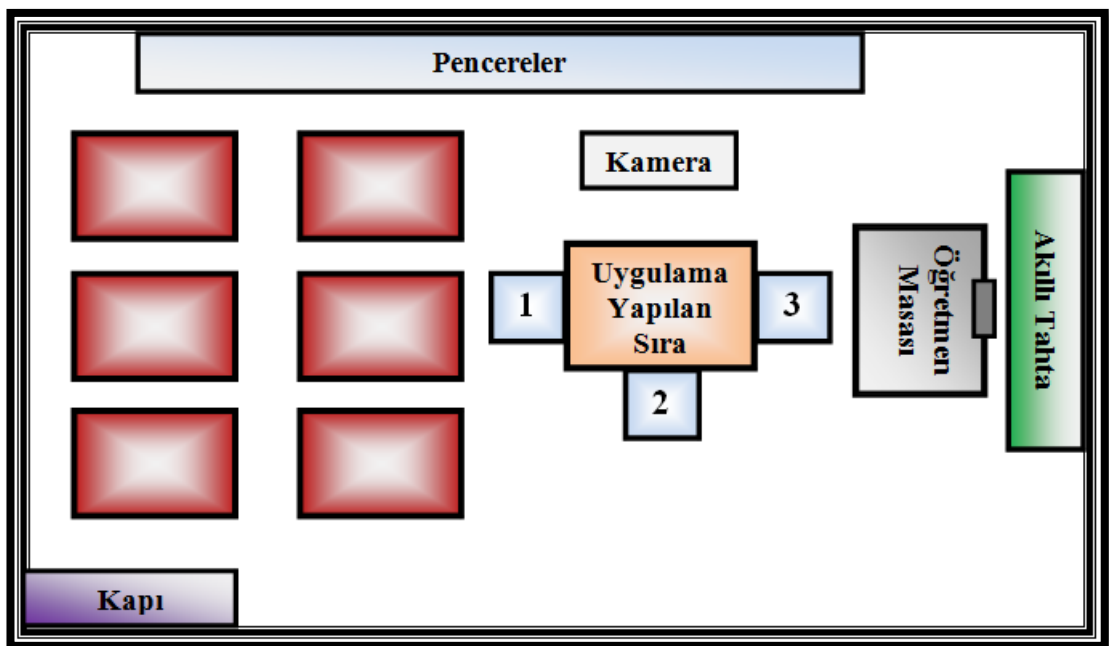 Pencereler
Kamera
1
Uygulama
Yapılan
Sıra
3
2
Öğretmen
Masası
Akıllı Tahta
Kapı